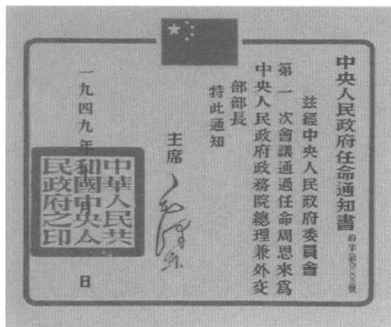 中央人民政府任命通知書
茲經中央人民政府委員會
第一次會議通過任命周恩來爲
中央人民政府政務院總理兼外交
部部長
特此通知
主席
毛澤東
一九四九年
日
中華人民共
和國中央人
民政府之印